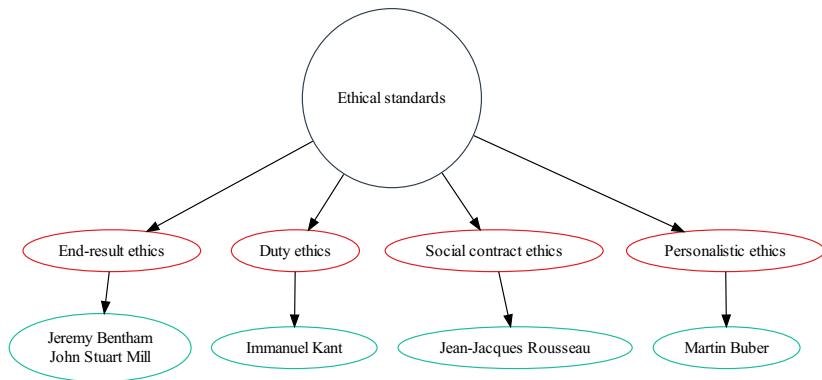 Ethical standards
End-result ethics
Duty ethics
Social contract ethics
Personalistic ethics
Jeremy Bentham
John Stuart Mill
Immanuel Kant
Jean-Jacques Rousseau
Martin Buber